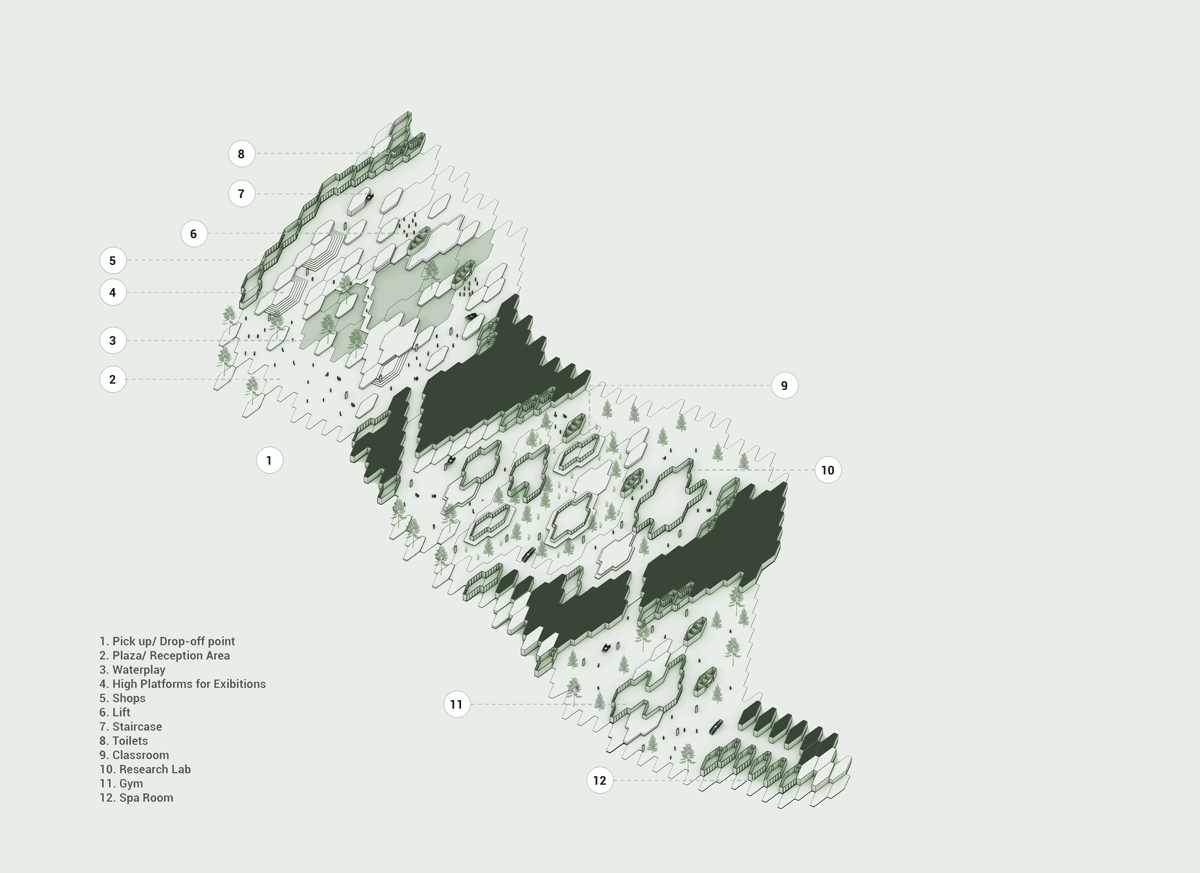 8
7
6
5
4
3
2
9
1
10
1. Pick up/ Drop-off point
2. Plaza/ Reception Area
3. Waterplay
4. High Platforms for Exibitions
5. Shops
6. Lift
7. Staircase
8. Toilets
9. Classroom
10. Research Lab
11. Gym
12. Spa Room
11
12